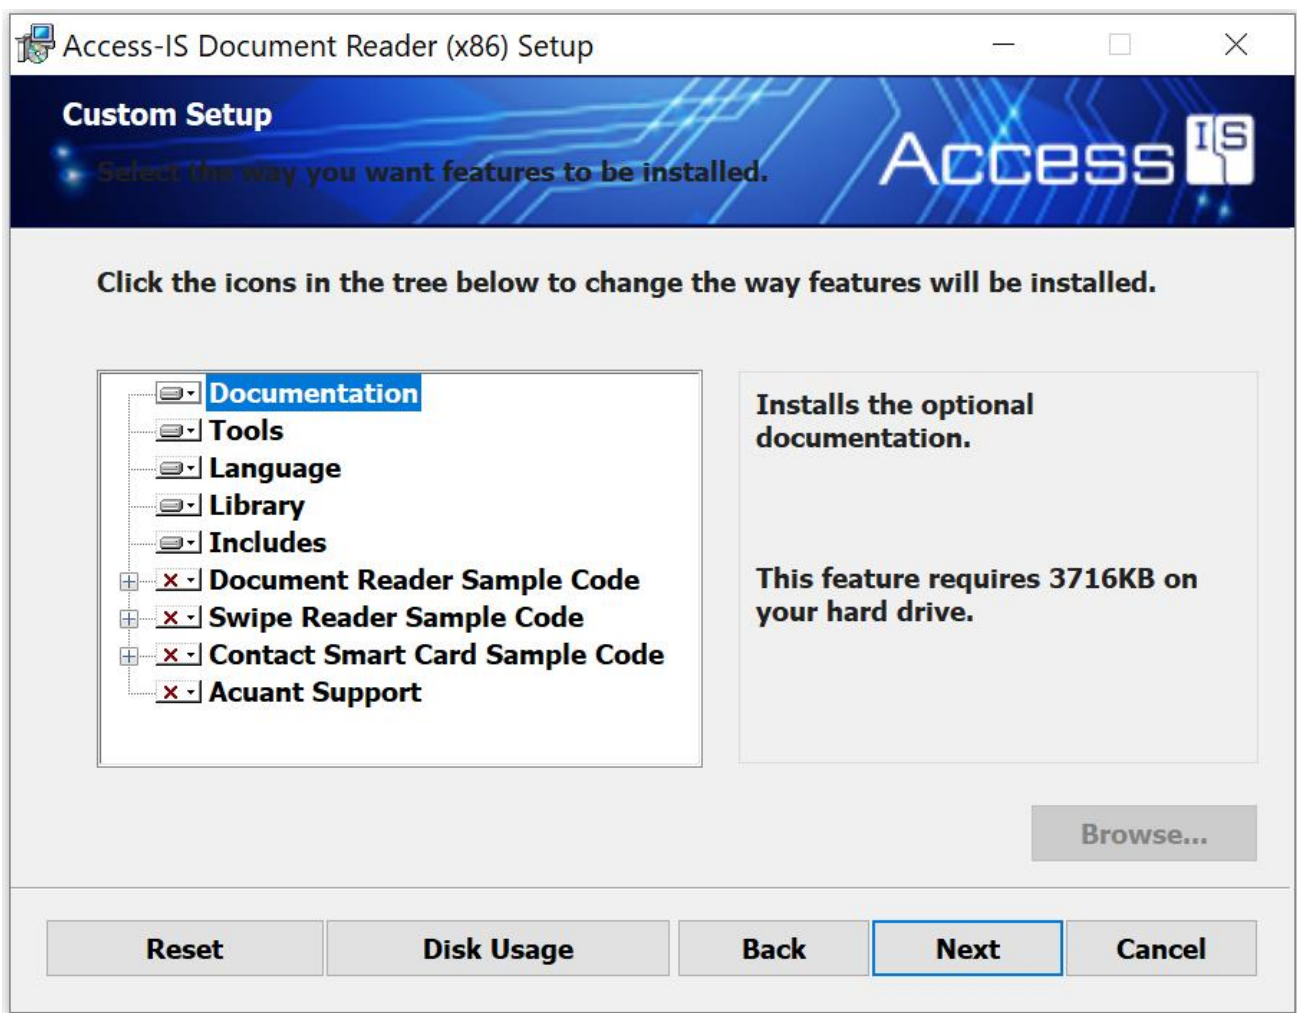 Access-IS Document Reader (x86) Setup
Custom Setup
Select the way you want features to be installed.
Access IS
Click the icons in the tree below to change the way features will be installed.
Documentation
Tools
Language
Library
Includes
Document Reader Sample Code
Swipe Reader Sample Code
Contact Smart Card Sample Code
Acuant Support
Installs the optional
documentation.
This feature requires 3716KB on
your hard drive.
Browse...
Reset Disk Usage Back Next Cancel